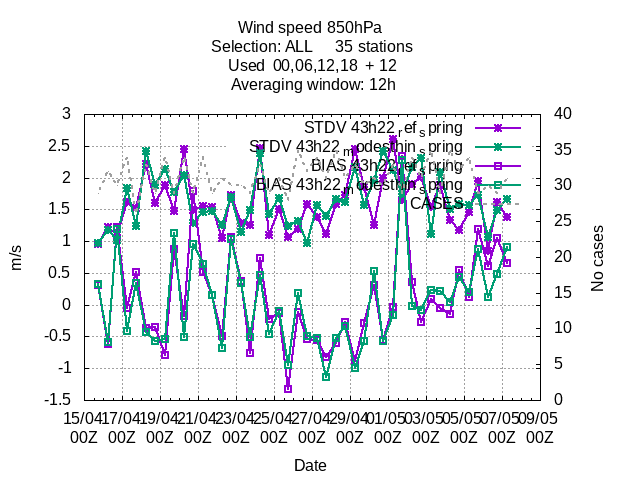 Wind speed 850hPa
Selection: ALL 35 stations
Used 00,06,12,18 + 12
Averaging window: 12h
3
2.5
2
1.5
1
0.5
0
-0.5
-1
-1.5
m/s
STDV 43h22_ref_spring
STDV 43h22_modesthin_spring
BIAS 43h22_ref_spring
BIAS 43h22_modesthin_spring
CASES
40
35
30
25
20
15
10
5
0
No cases
15/04 17/04 19/04 21/04 23/04 25/04 27/04 29/04 01/05 03/05 05/05 07/05 09/05
00Z 00Z 00Z 00Z 00Z 00Z 00Z 00Z 00Z 00Z 00Z 00Z 00Z
Date